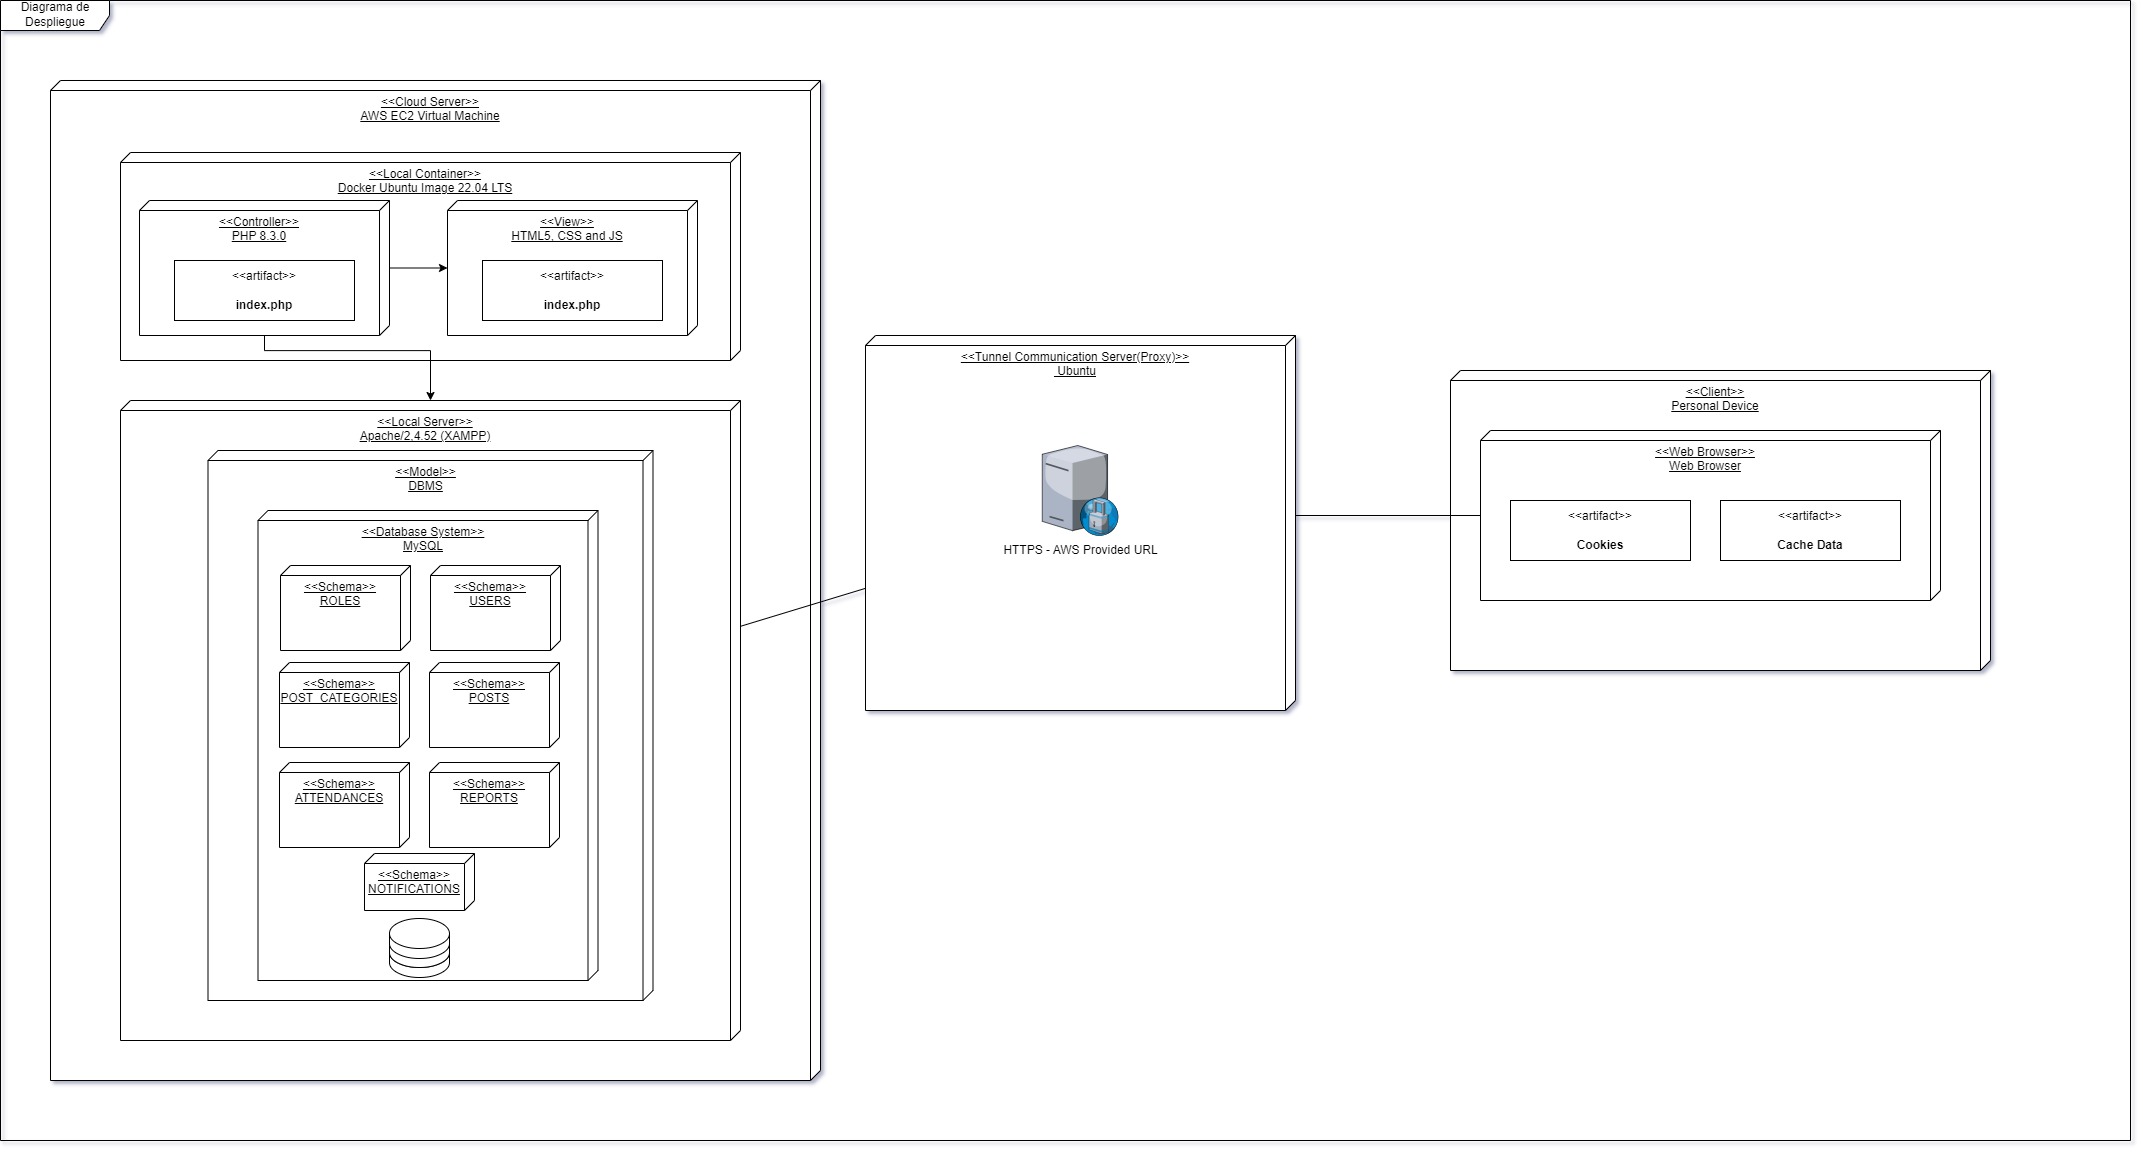 Diagrama de
Despliegue
<<Cloud Server>>
AWS EC2 Virtual Machine
<<Local Container>>
Docker Ubuntu Image 22.04 LTS
<<Controller>>
PHP 8.3.0
<<artifact>>
index.php
<<View>>
HTML5, CSS and JS
<<artifact>>
index.php
<<Local Server>>
Apache/2.4.52 (XAMPP)
<<Model>>
DBMS
<<Database System>>
MySQL
<<Schema>>
ROLES
<<Schema>>
USERS
<<Schema>>
POST_CATEGORIES
<<Schema>>
POSTS
<<Schema>>
ATTENDANCES
<<Schema>>
REPORTS
<<Schema>>
NOTIFICATIONS
<<Tunnel Communication Server(Proxy)>>
Ubuntu
HTTPS - AWS Provided URL
<<Client>>
Personal Device
<<Web Browser>>
Web Browser
<<artifact>>
Cookies
<<artifact>>
Cache Data